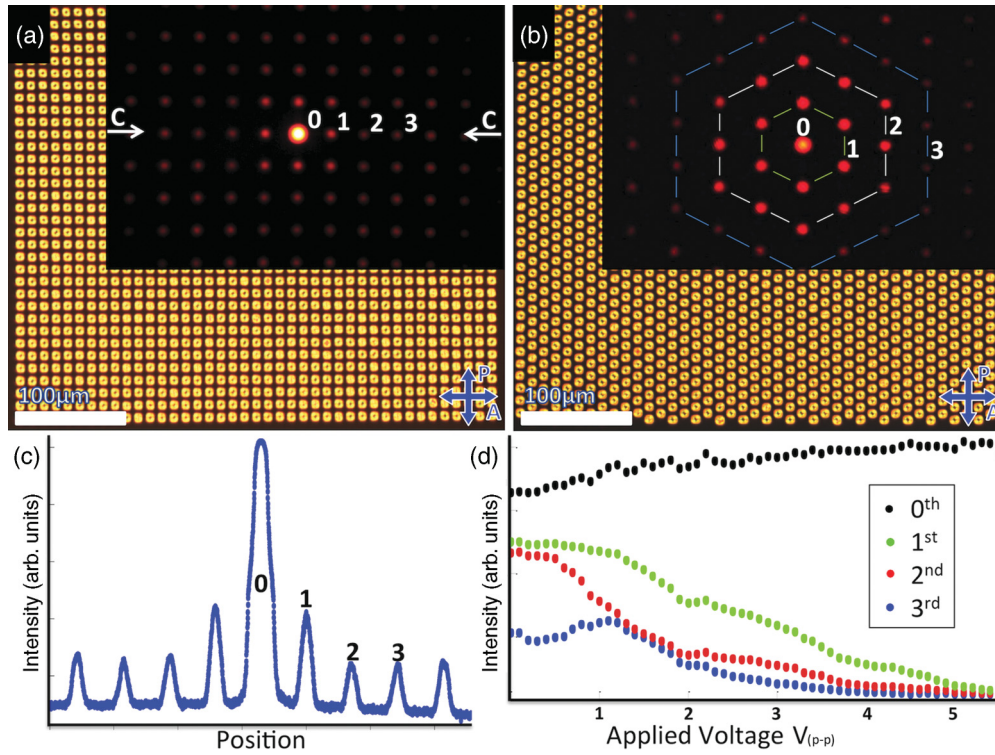 (a)
C
0 1 2 3
C
100μm
P
A
(b)
0
1
2
3
100μm
P
A
(c)
Intensity (arb. units)
0
1
2
3
Position
(d)
Intensity (arb. units)
0th
1st
2nd
3rd
1 2 3 4 5
Applied Voltage V(p-p)